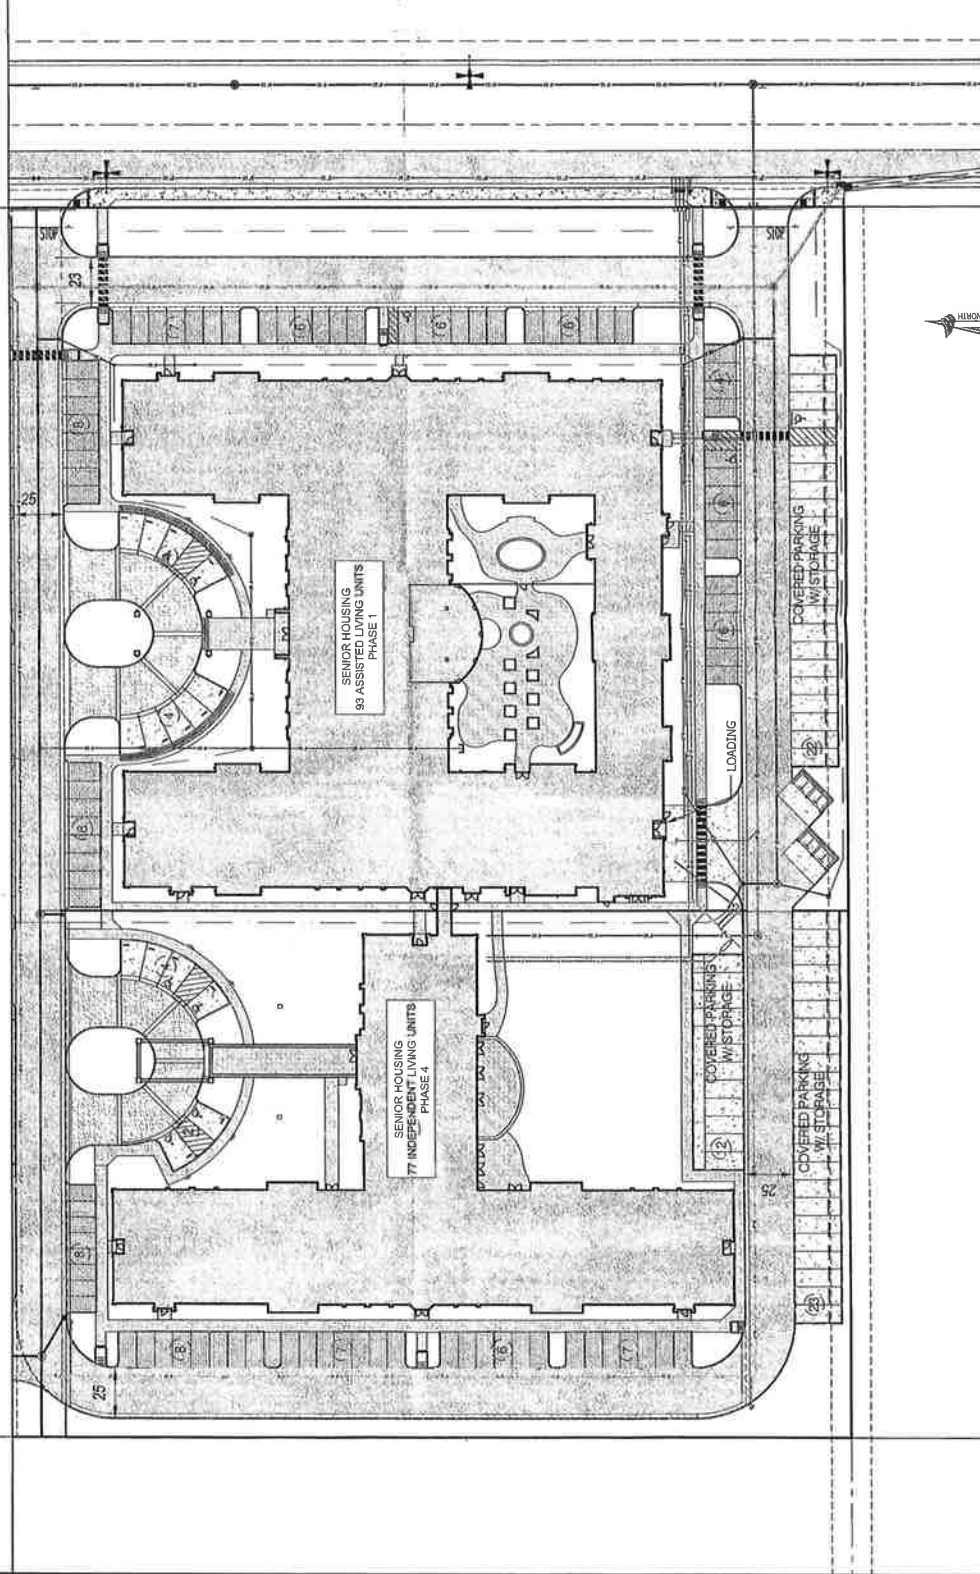 STOP
STOP
23
NORTH
(7)
(6)
(6)
(6)
(8)
25
(4)
COVERED PARKING
W/ STORAGE
SENIOR HOUSING
93 ASSISTED LIVING UNITS
PHASE 1
(6)
(4)
LOADING
(22)
(8)
COVERED PARKING
W/ STORAGE
SENIOR HOUSING
77 INDEPENDENT LIVING UNITS
PHASE 4
COVERED PARKING
W/ STORAGE
(12)
25
(8)
(23)
(8)
(7)
(6)
(7)
25